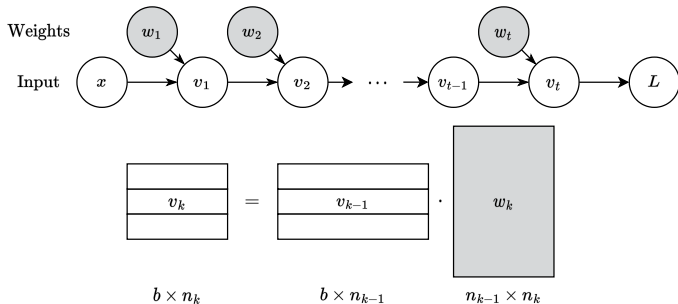 Weights w₁ w₂ wₜ
Input x v₁ v₂ ⋯ vₜ₋₁ vₜ L
vₖ = vₖ₋₁ · wₖ
b × nₖ b × nₖ₋₁ nₖ₋₁ × nₖ